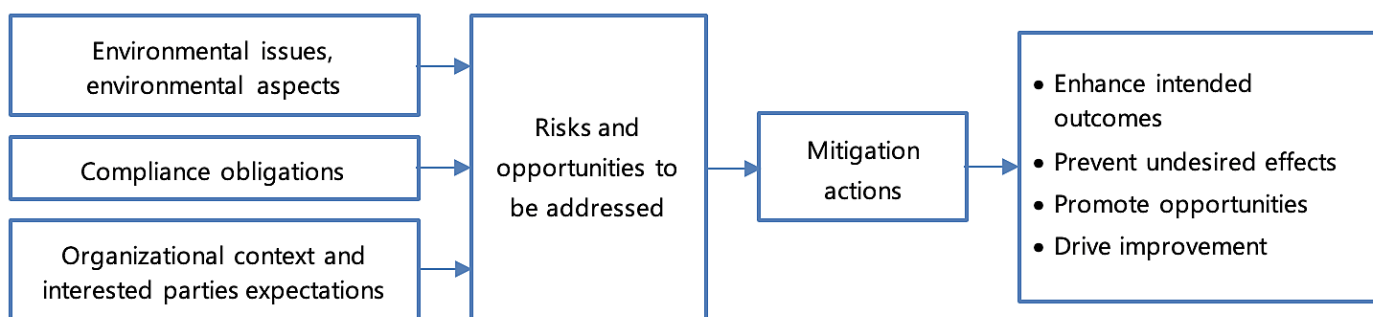 Environmental issues,
environmental aspects
Compliance obligations
Organizational context and
interested parties expectations
Risks and
opportunities to
be addressed
Mitigation
actions
• Enhance intended
outcomes
• Prevent undesired effects
• Promote opportunities
• Drive improvement